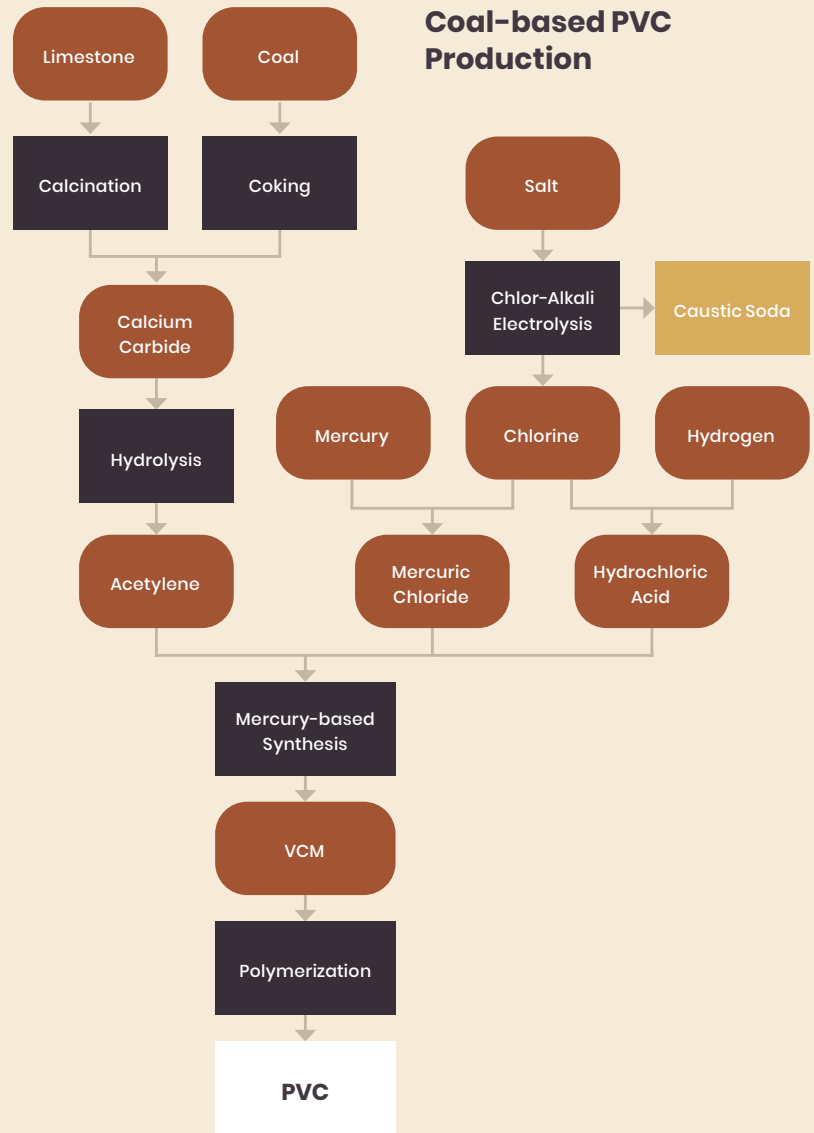 Coal-based PVC
Production
Limestone
Coal
Calcination
Coking
Salt
Calcium
Carbide
Chlor-Alkali
Electrolysis
Caustic Soda
Hydrolysis
Mercury
Chlorine
Hydrogen
Acetylene
Mercuric
Chloride
Hydrochloric
Acid
Mercury-based
Synthesis
VCM
Polymerization
PVC